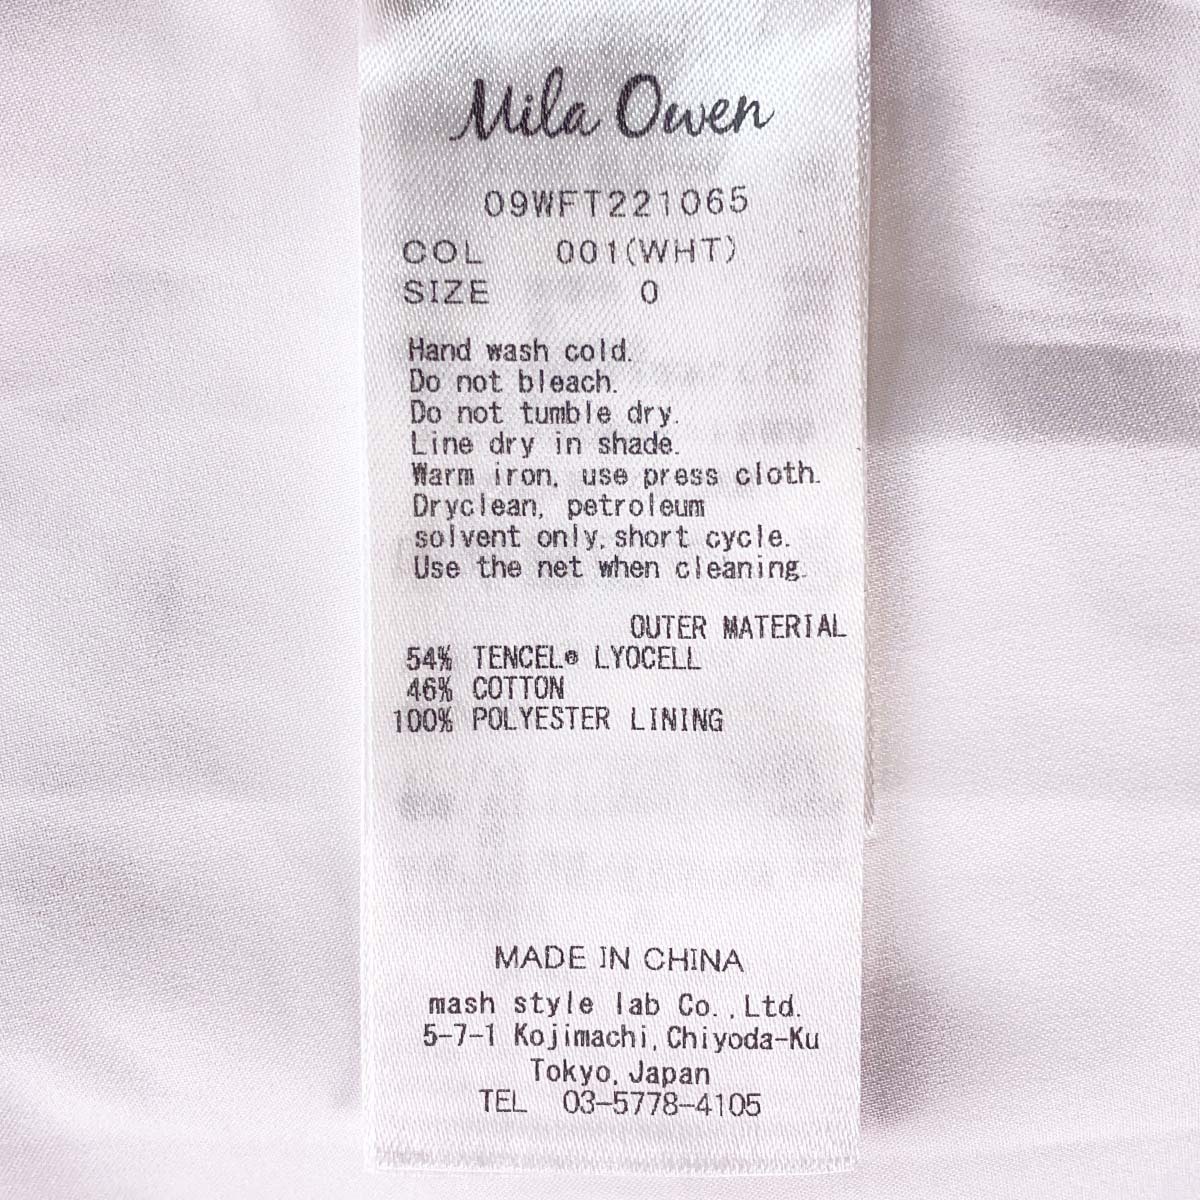 Mila Owen
09WFT221065
COL 001(WHT)
SIZE 0
Hand wash cold.
Do not bleach.
Do not tumble dry.
Line dry in shade.
Warm iron, use press cloth.
Dryclean, petroleum
solvent only, short cycle.
Use the net when cleaning.
OUTER MATERIAL
54% TENCEL® LYOCELL
46% COTTON
100% POLYESTER LINING
MADE IN CHINA
mash style lab Co.,Ltd.
5-7-1 Kojimachi, Chiyoda-Ku
Tokyo, Japan
TEL 03-5778-4105